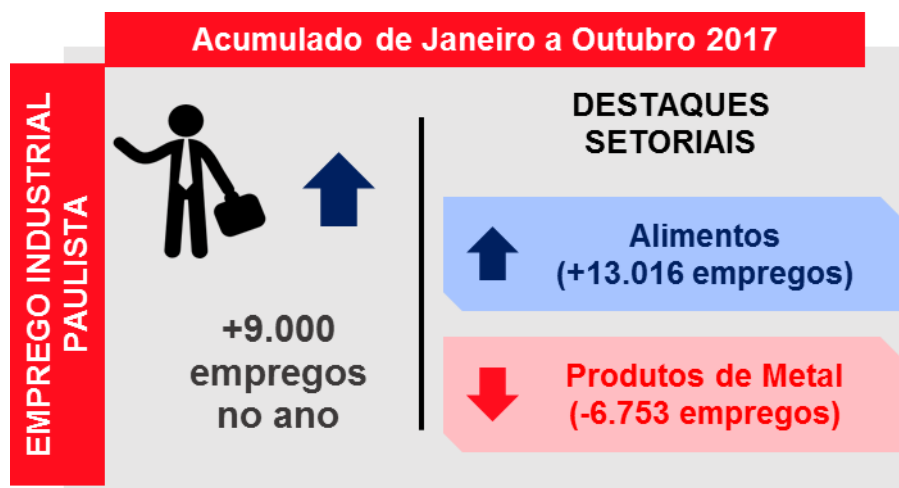 Acumulado de Janeiro a Outubro 2017
EMPREGO INDUSTRIAL
PAULISTA
+9.000
empregos
no ano
DESTAQUES
SETORIAIS
Alimentos
(+13.016 empregos)
Produtos de Metal
(-6.753 empregos)